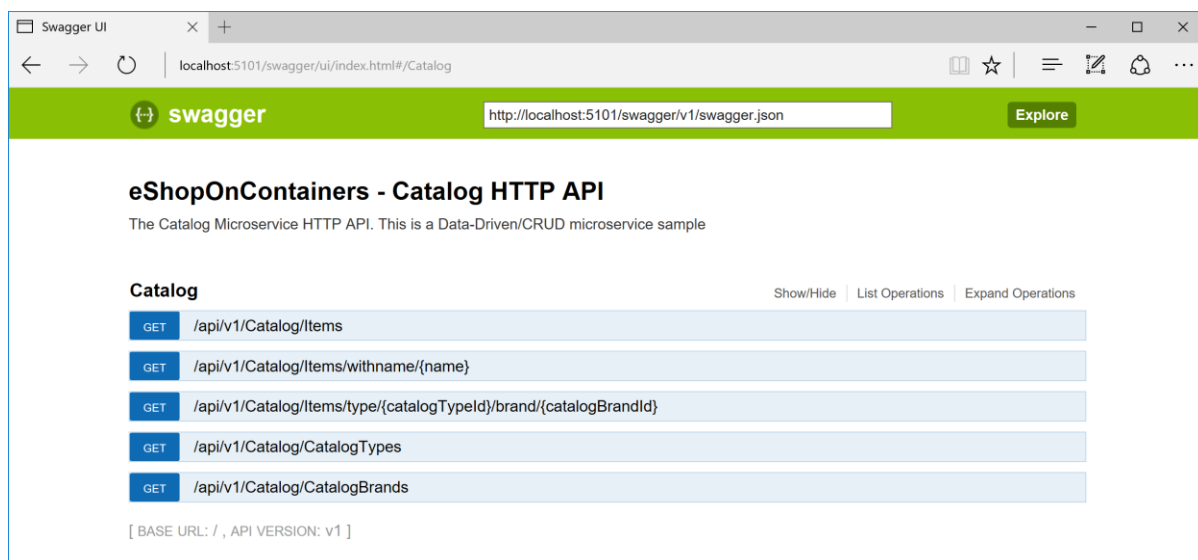 Swagger UI
localhost:5101/swagger/ui/index.html#/Catalog
swagger http://localhost:5101/swagger/v1/swagger.json Explore
eShopOnContainers - Catalog HTTP API
The Catalog Microservice HTTP API. This is a Data-Driven/CRUD microservice sample
Catalog Show/Hide List Operations Expand Operations
GET /api/v1/Catalog/Items
GET /api/v1/Catalog/Items/withname/{name}
GET /api/v1/Catalog/Items/type/{catalogTypeId}/brand/{catalogBrandId}
GET /api/v1/Catalog/CatalogTypes
GET /api/v1/Catalog/CatalogBrands
[ BASE URL: / , API VERSION: v1 ]